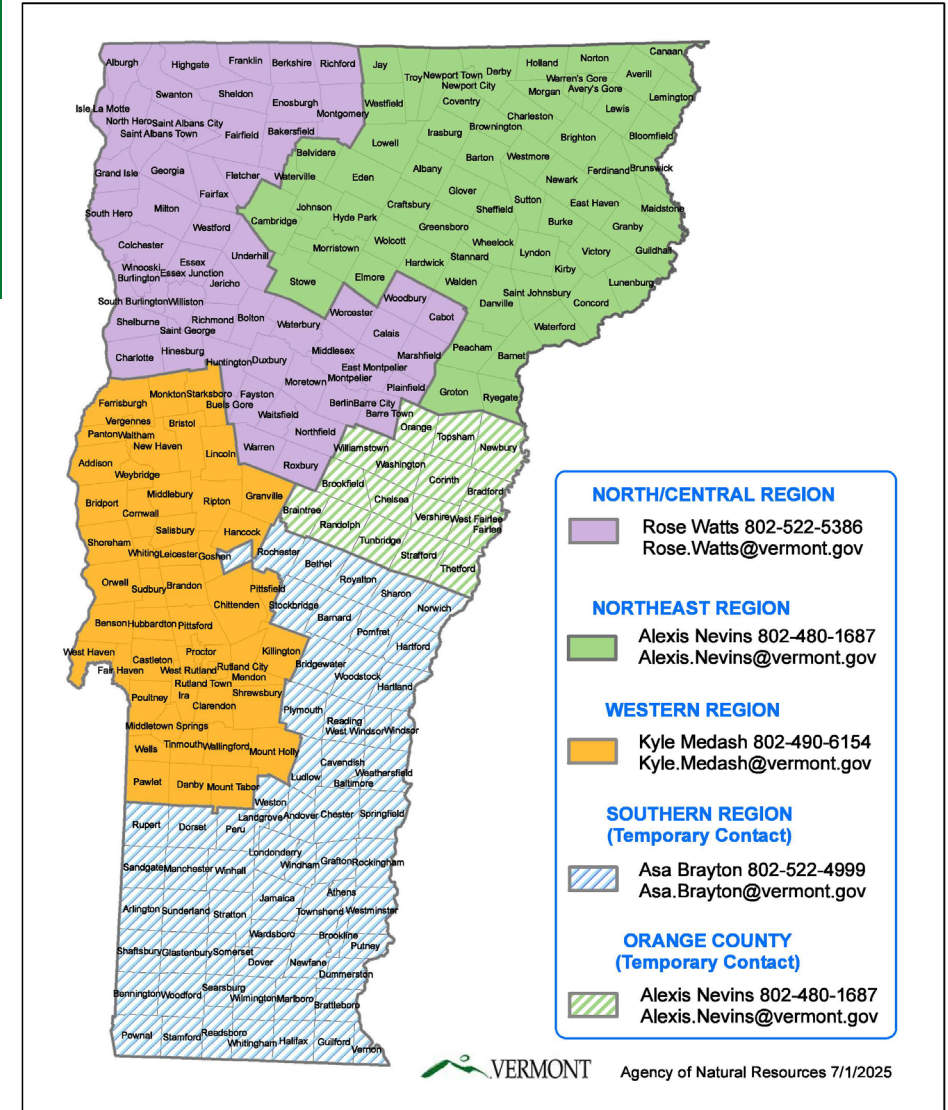 Alburgh Highgate Franklin Berkshire Richford Jay Troy Newport Town Derby Holland Norton Canaan
Newport City Morgan Warren's Gore Avery's Gore Averill
Isle La Motte Swanton Sheldon Enosburgh Montgomery Westfield Coventry Charleston Lewis Lemington
North Hero Saint Albans City Saint Albans Town Fairfield Bakersfield Lowell Irasburg Brownington Brighton Bloomfield
Belvidere Barton Westmore
Grand Isle Georgia Fletcher Waterville Eden Albany Newark Ferdinand Brunswick
South Hero Milton Fairfax Cambridge Johnson Hyde Park Craftsbury Glover Sheffield Sutton East Haven Maidstone
Westford Greensboro Burke Granby
Colchester Underhill Morristown Wolcott Wheelock Lyndon Victory Guildhall
Winooski Essex Hardwick Stannard Kirby
Burlington Essex Junction Jericho Stowe Elmore Walden Lunenburg
South Burlington Williston Woodbury Danville Saint Johnsbury Concord
Shelburne Richmond Bolton Waterbury Worcester Cabot Waterford
Saint George Calais
Charlotte Hinesburg Huntington Duxbury Middlesex Marshfield Peacham Barnet
East Montpelier
Ferrisburgh Monkton Starksboro Buels Gore Fayston Moretown Montpelier Plainfield Groton Ryegate
Vergennes Bristol Waitsfield Berlin Barre City Barre Town Orange Topsham Newbury
Panton Waltham New Haven Lincoln Warren Northfield Williamstown
Addison Weybridge Roxbury Washington Corinth
Bridport Cornwall Middlebury Ripton Granville Braintree Brookfield Chelsea Bradford
Shoreham Salisbury Hancock Randolph Vershire West Fairlee Fairlee
Whiting Leicester Goshen Rochester Bethel Tunbridge Strafford Thetford
Orwell Sudbury Brandon Pittsfield Royalton Sharon
Chittenden Stockbridge Barnard Norwich
Benson Hubbardton Pittsford Pomfret Hartford
West Haven Castleton Proctor Killington Bridgewater
Fair Haven West Rutland Rutland City Mendon Woodstock
Poultney Ira Rutland Town Clarendon Shrewsbury Hartland
Middletown Springs Plymouth Reading West Windsor Windsor
Wells Tinmouth Wallingford Mount Holly Cavendish Weathersfield
Pawlet Danby Mount Tabor Ludlow Baltimore
Weston
Rupert Dorset Peru Landgrove Andover Chester Springfield
Londonderry
Sandgate Manchester Winhall Windham Grafton Rockingham
Arlington Sunderland Stratton Jamaica Athens
Townshend Westminster
Wardsboro Brookline
Shaftsbury Glastenbury Somerset Dover Newfane Putney
Dummerston
Bennington Woodford Searsburg Wilmington Marlboro Brattleboro
Pownal Stamford Readsboro Whitingham Halifax Guilford Vernon
NORTH/CENTRAL REGION
Rose Watts 802-522-5386
Rose.Watts@vermont.gov
NORTHEAST REGION
Alexis Nevins 802-480-1687
Alexis.Nevins@vermont.gov
WESTERN REGION
Kyle Medash 802-490-6154
Kyle.Medash@vermont.gov
SOUTHERN REGION
(Temporary Contact)
Asa Brayton 802-522-4999
Asa.Brayton@vermont.gov
ORANGE COUNTY
(Temporary Contact)
Alexis Nevins 802-480-1687
Alexis.Nevins@vermont.gov
VERMONT
Agency of Natural Resources 7/1/2025